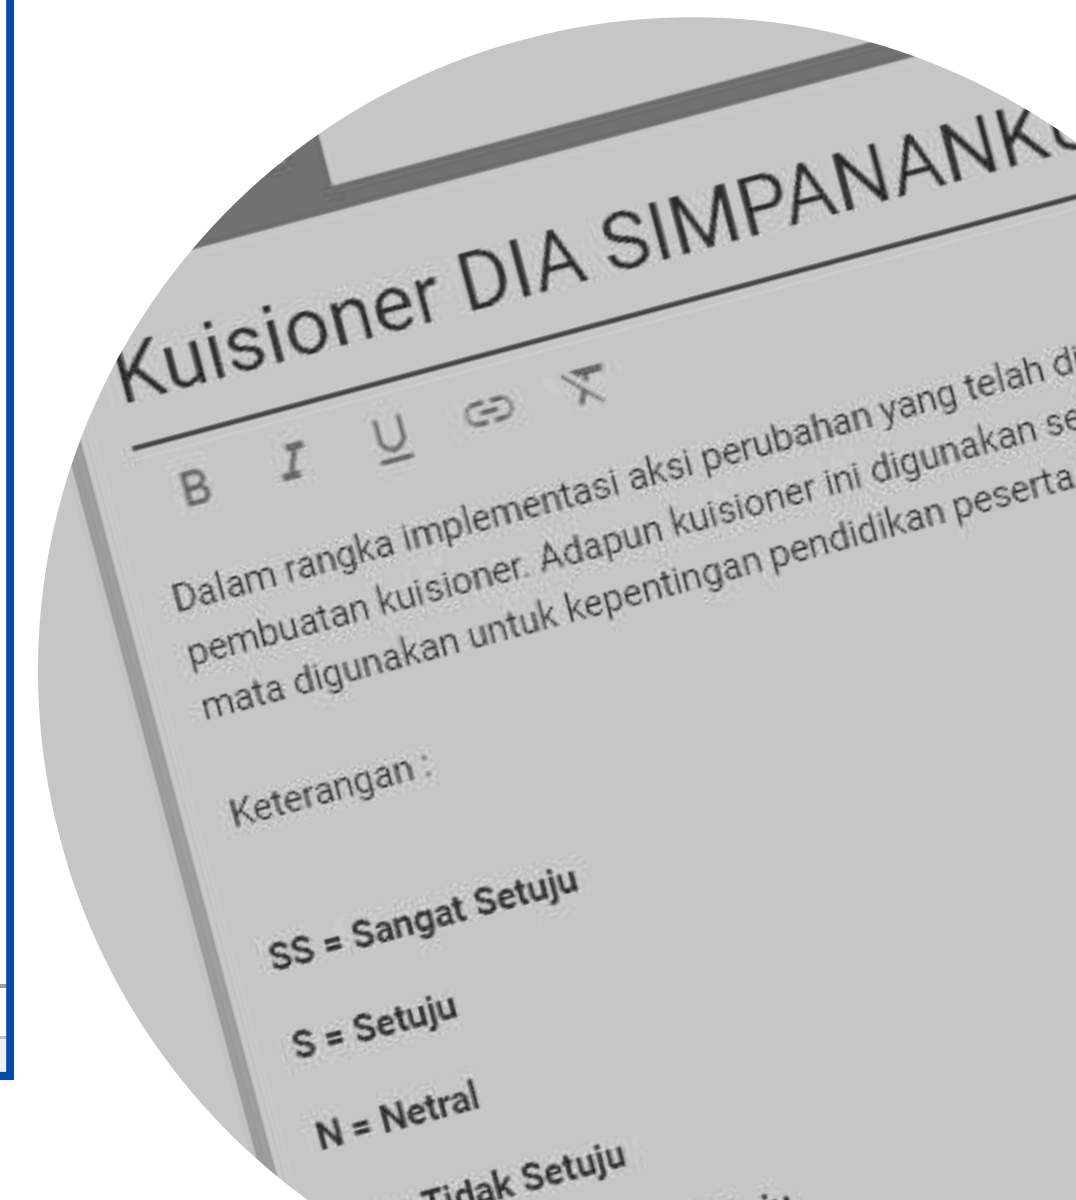 Kuisioner DIA SIMPANANK
B I U
Dalam rangka implementasi aksi perubahan yang telah di
pembuatan kuisioner. Adapun kuisioner ini digunakan se
mata digunakan untuk kepentingan pendidikan peserta
Keterangan :
SS = Sangat Setuju
S = Setuju
N = Netral
Tidak Setuju